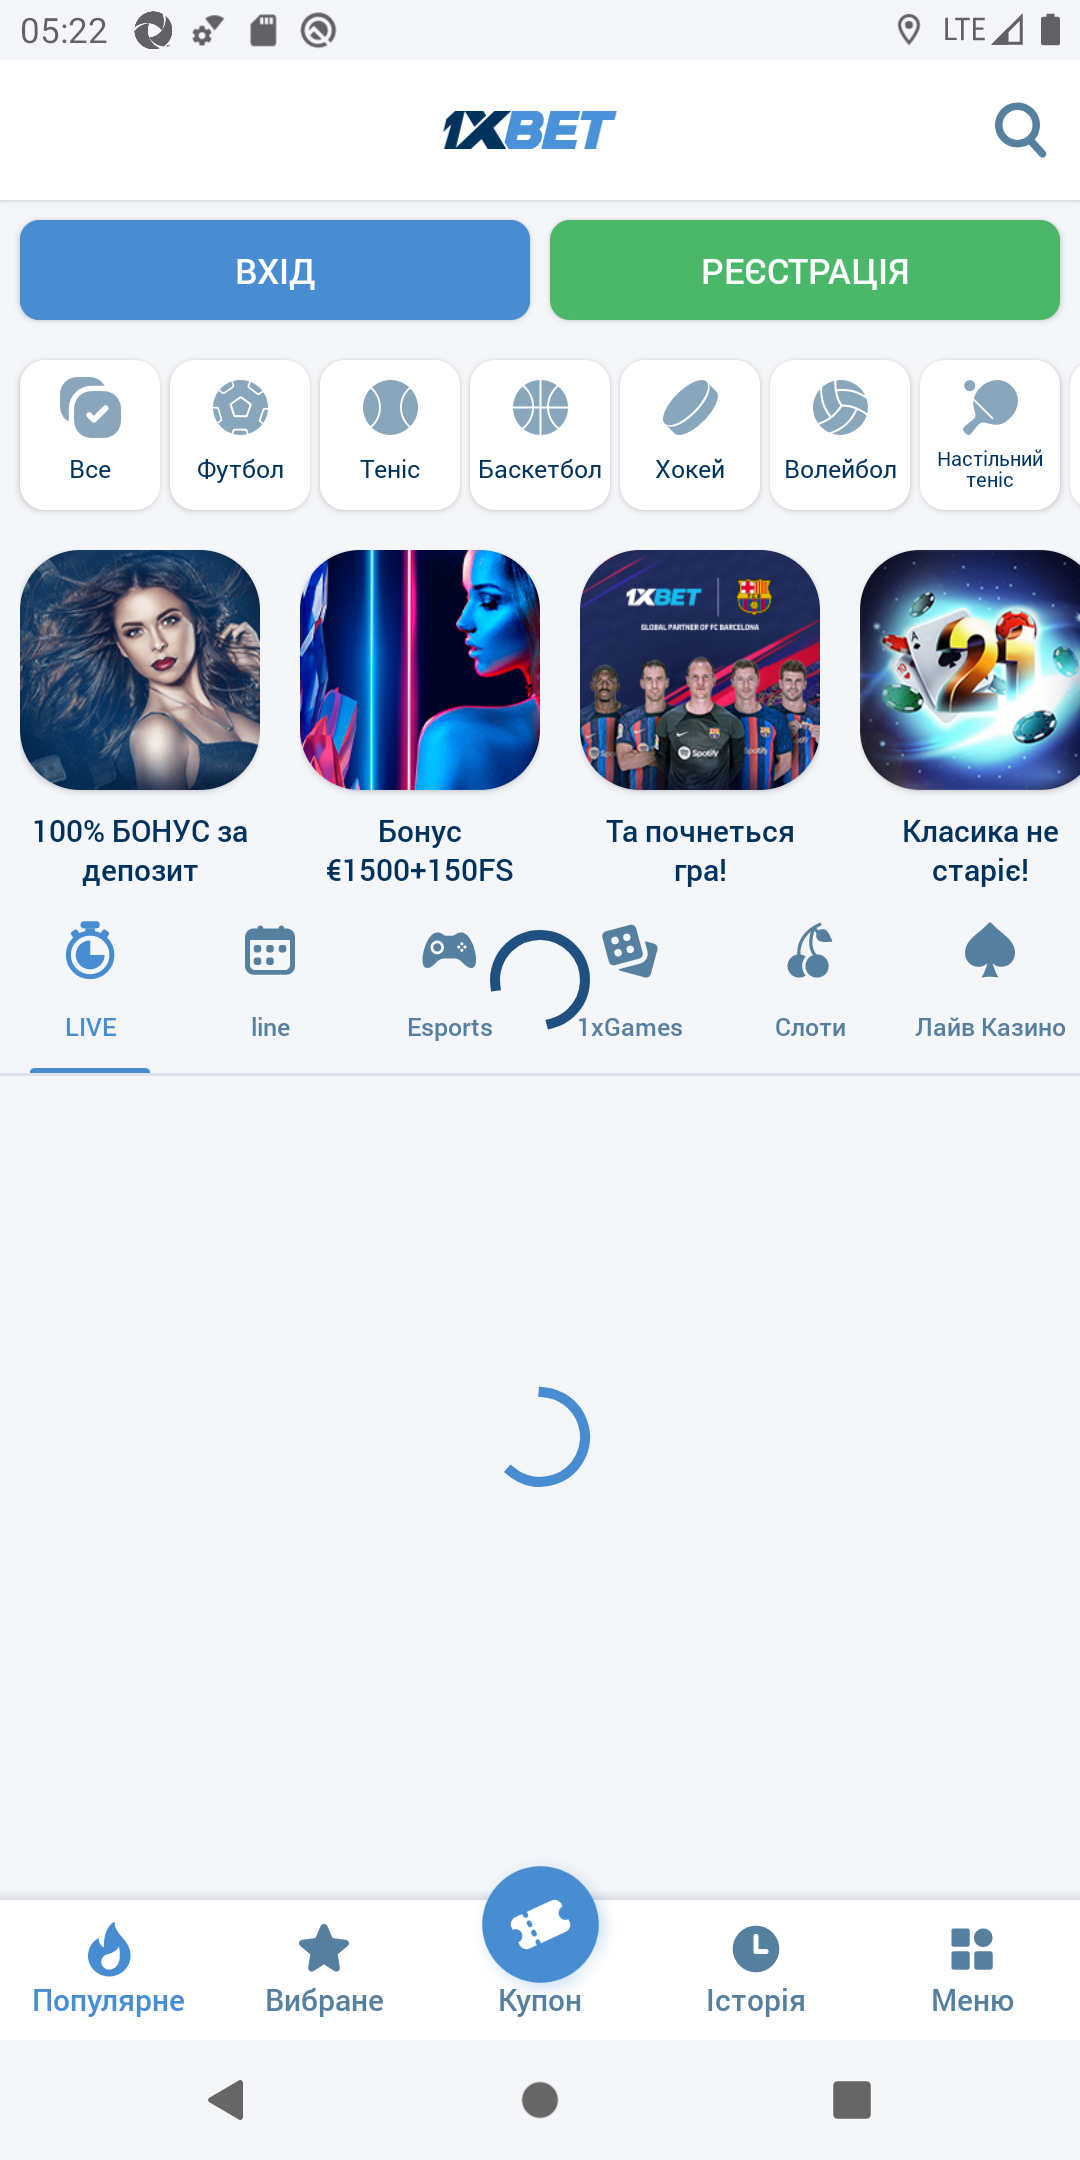 05:22
LTE
1XBET
ВХІД
РЕЄСТРАЦІЯ
Все
Футбол
Теніс
Баскетбол
Хокей
Волейбол
Настільний
теніс
1XBET
GLOBAL PARTNER OF FC BARCELONA
Spotify
A
21
100% БОНУС за
депозит
Бонус
€1500+150FS
Та почнеться
гра!
Класика не
старіє!
LIVE
line
Esports
1xGames
Слоти
Лайв Казино
Популярне
Вибране
Купон
Історія
Меню